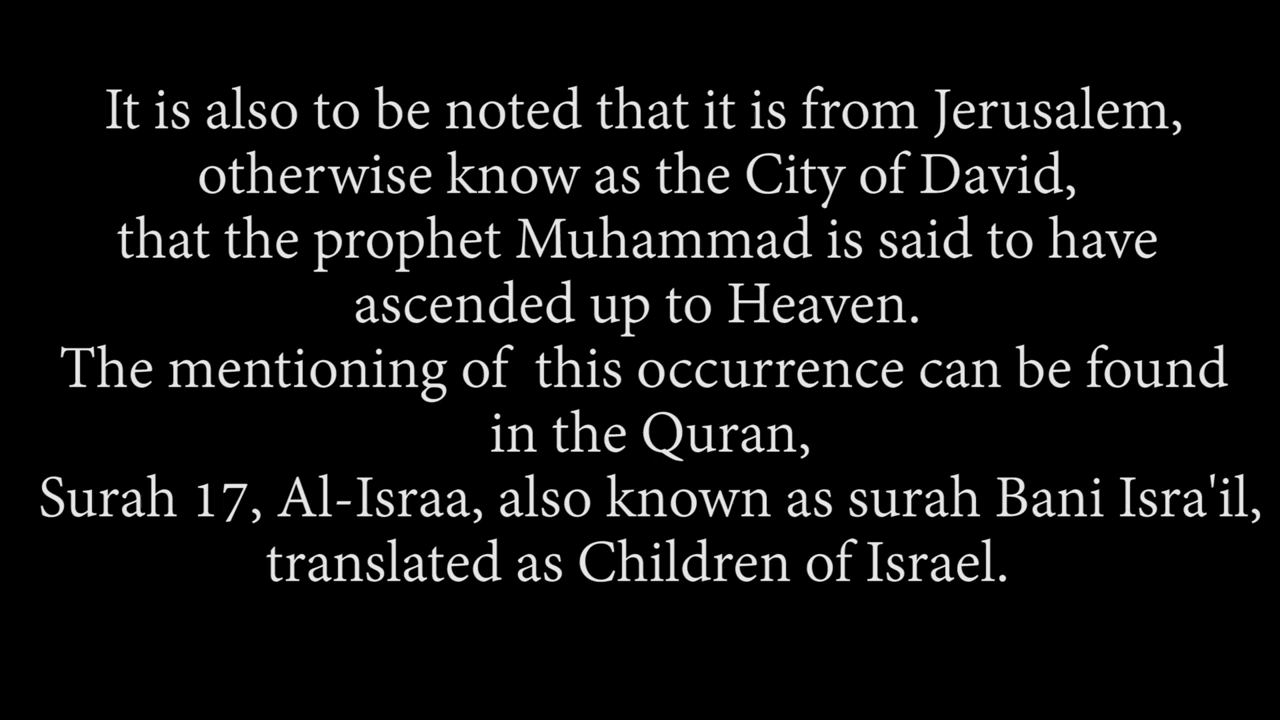 It is also to be noted that it is from Jerusalem,
otherwise know as the City of David,
that the prophet Muhammad is said to have
ascended up to Heaven.
The mentioning of  this occurrence can be found
in the Quran,
Surah 17, Al-Israa, also known as surah Bani Isra'il,
translated as Children of Israel.